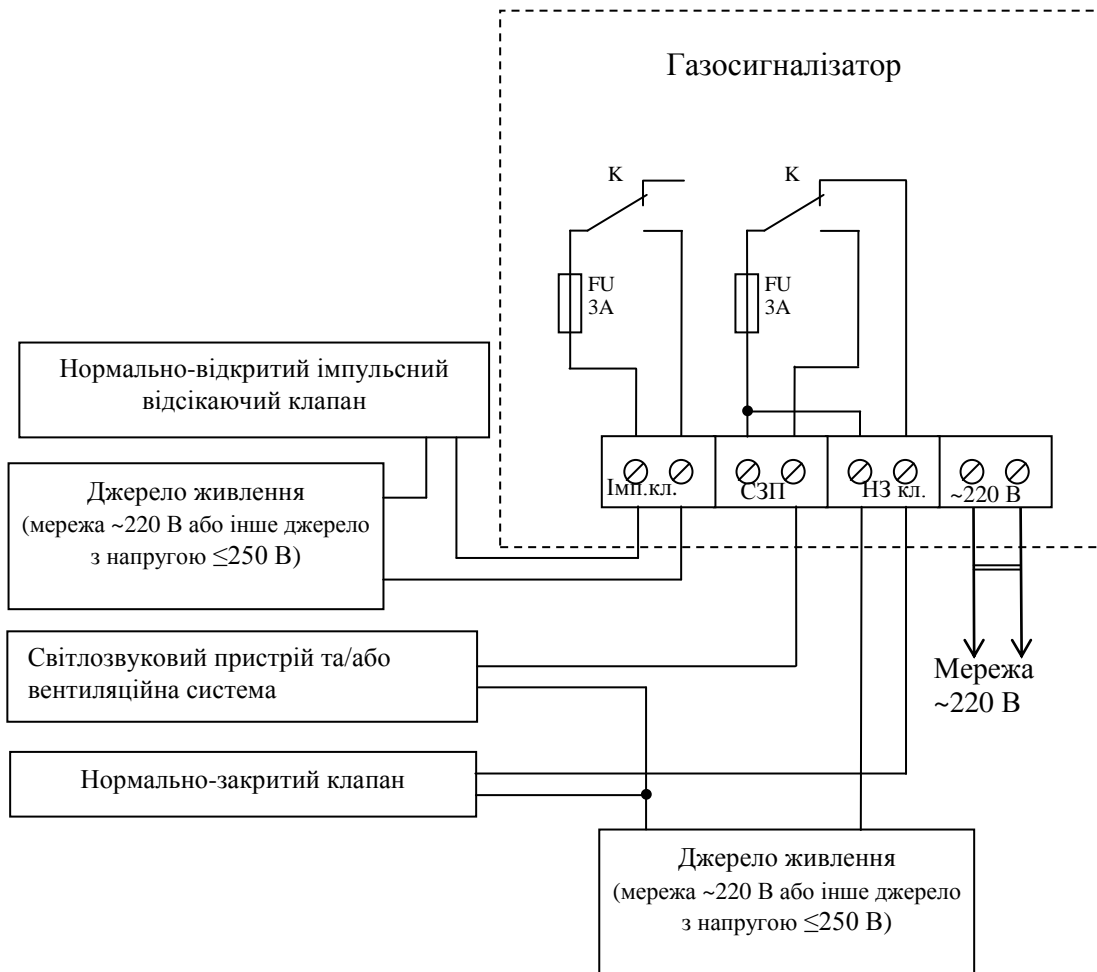 Газосигналізатор
K
K
FU
3A
FU
3A
Нормально-відкритий імпульсний
відсікаючий клапан
Імп.кл.
СЗП
НЗ кл.
~220 В
Джерело живлення
(мережа ~220 В або інше джерело
з напругою ≤250 В)
Світлозвуковий пристрій та/або
вентиляційна система
Мережа
~220 В
Нормально-закритий клапан
Джерело живлення
(мережа ~220 В або інше джерело
з напругою ≤250 В)